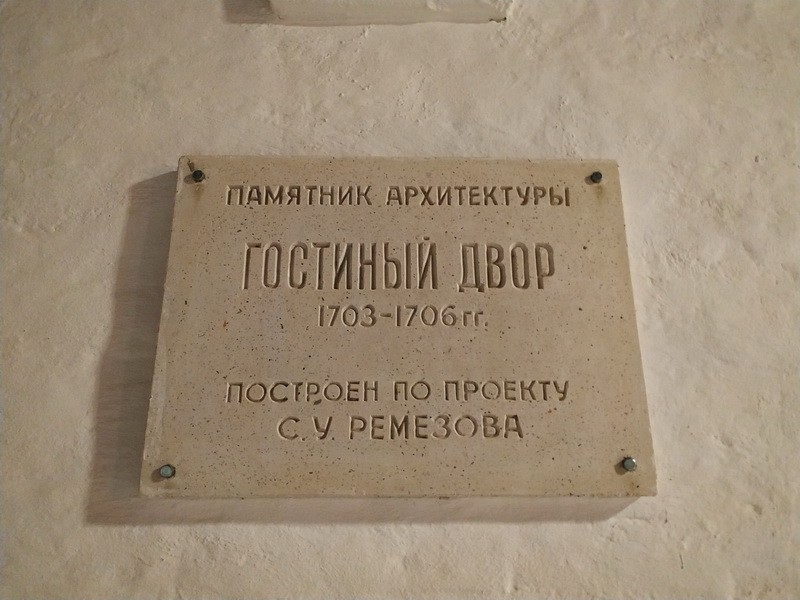 ПАМЯТНИК АРХИТЕКТУРЫ
ГОСТИНЫЙ ДВОР
1703-1706 гг.
ПОСТРОЕН ПО ПРОЕКТУ
С. У. РЕМЕЗОВА